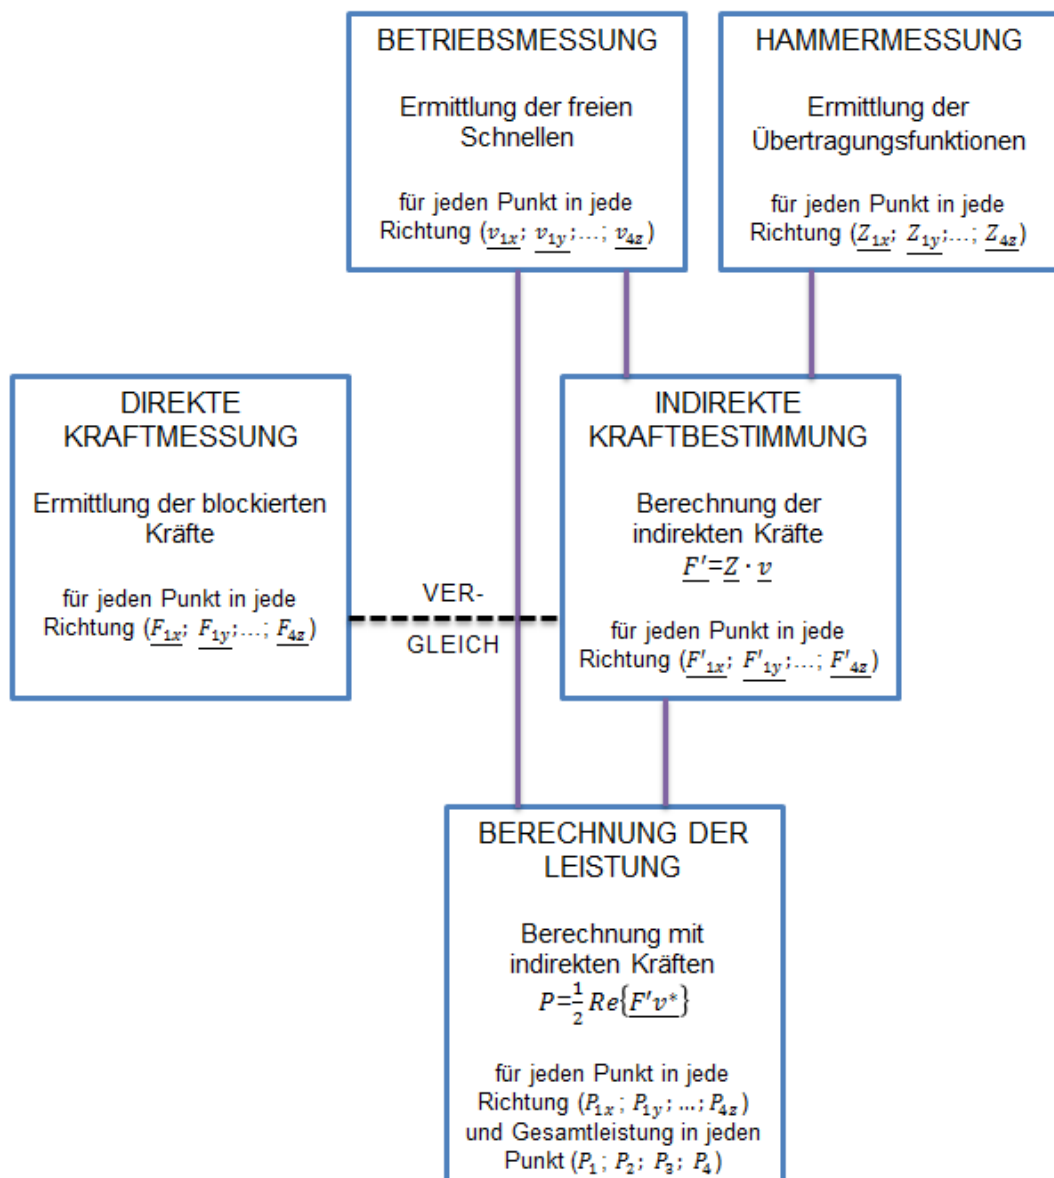 BETRIEBSMESSUNG
Ermittlung der freien
Schnellen
für jeden Punkt in jede
Richtung (v₁ₓ; v₁y;...; v₄z)
HAMMERMESSUNG
Ermittlung der
Übertragungsfunktionen
für jeden Punkt in jede
Richtung (Z₁ₓ; Z₁y;...; Z₄z)
DIREKTE
KRAFTMESSUNG
Ermittlung der blockierten
Kräfte
für jeden Punkt in jede
Richtung (F₁ₓ; F₁y;...; F₄z)
VER-
GLEICH
INDIREKTE
KRAFTBESTIMMUNG
Berechnung der
indirekten Kräfte
F'=Z · v
für jeden Punkt in jede
Richtung (F'₁ₓ; F'₁y;...; F'₄z)
BERECHNUNG DER
LEISTUNG
Berechnung mit
indirekten Kräften
P=½ Re{F'v*}
für jeden Punkt in jede
Richtung (P₁ₓ; P₁y; ...; P₄z)
und Gesamtleistung in jeden
Punkt (P₁; P₂; P₃; P₄)